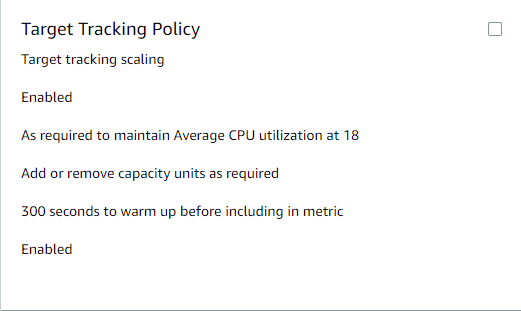 Target Tracking Policy
Target tracking scaling
Enabled
As required to maintain Average CPU utilization at 18
Add or remove capacity units as required
300 seconds to warm up before including in metric
Enabled